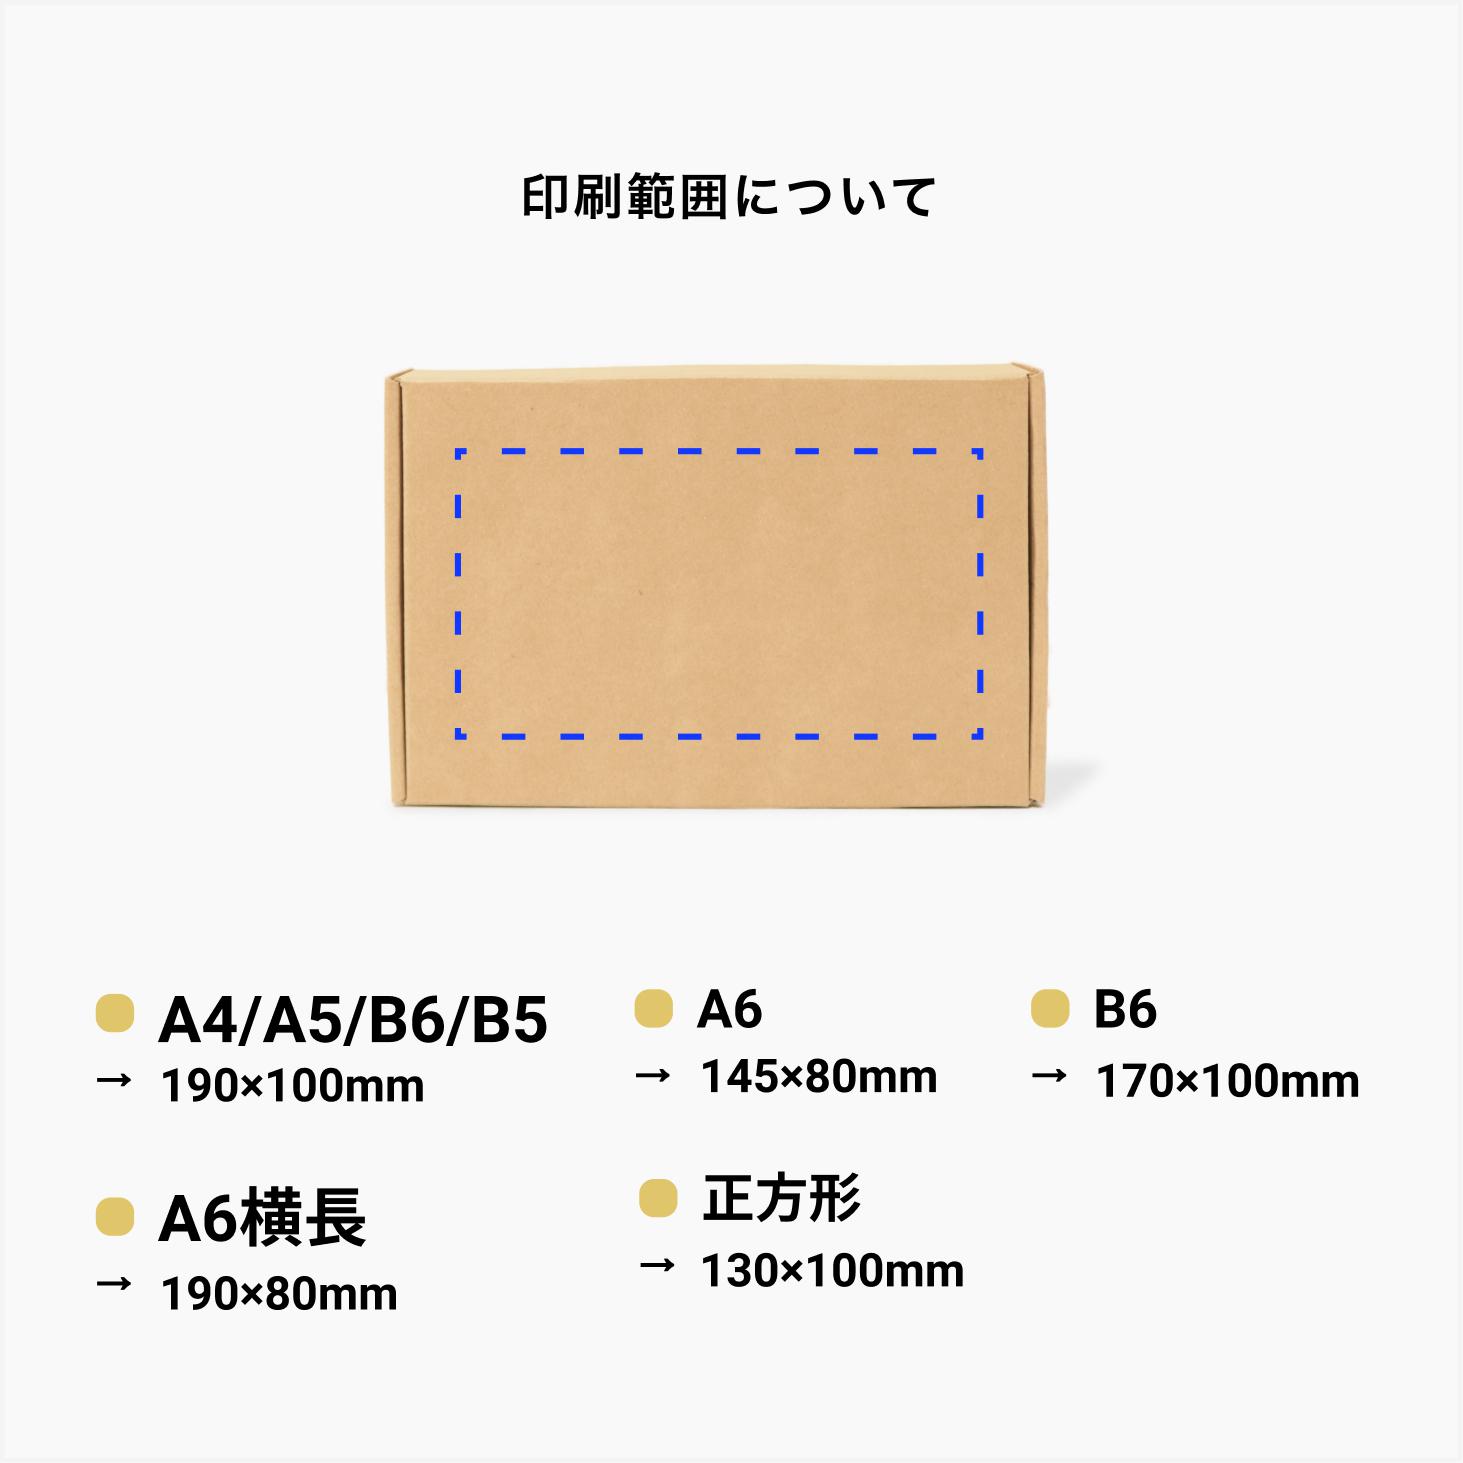 印刷範囲について
A4/A5/B6/B5
→ 190×100mm
A6
→ 145×80mm
B6
→ 170×100mm
A6横長
→ 190×80mm
正方形
→ 130×100mm